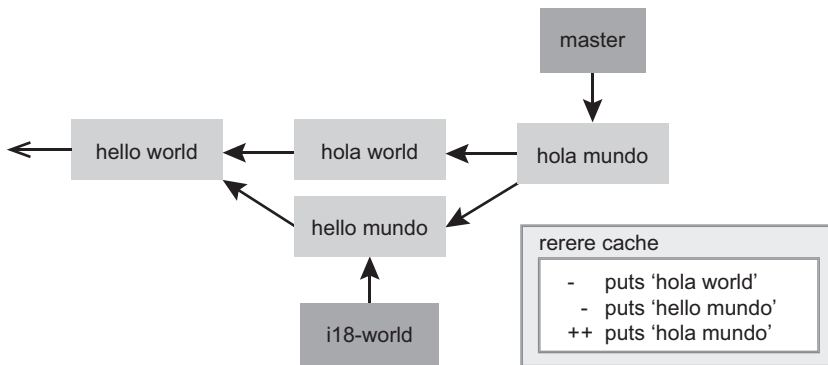 master
hello world
hola world
hola mundo
hello mundo
i18-world
rerere cache
- puts ‘hola world’
- puts ‘hello mundo’
++ puts ‘hola mundo’